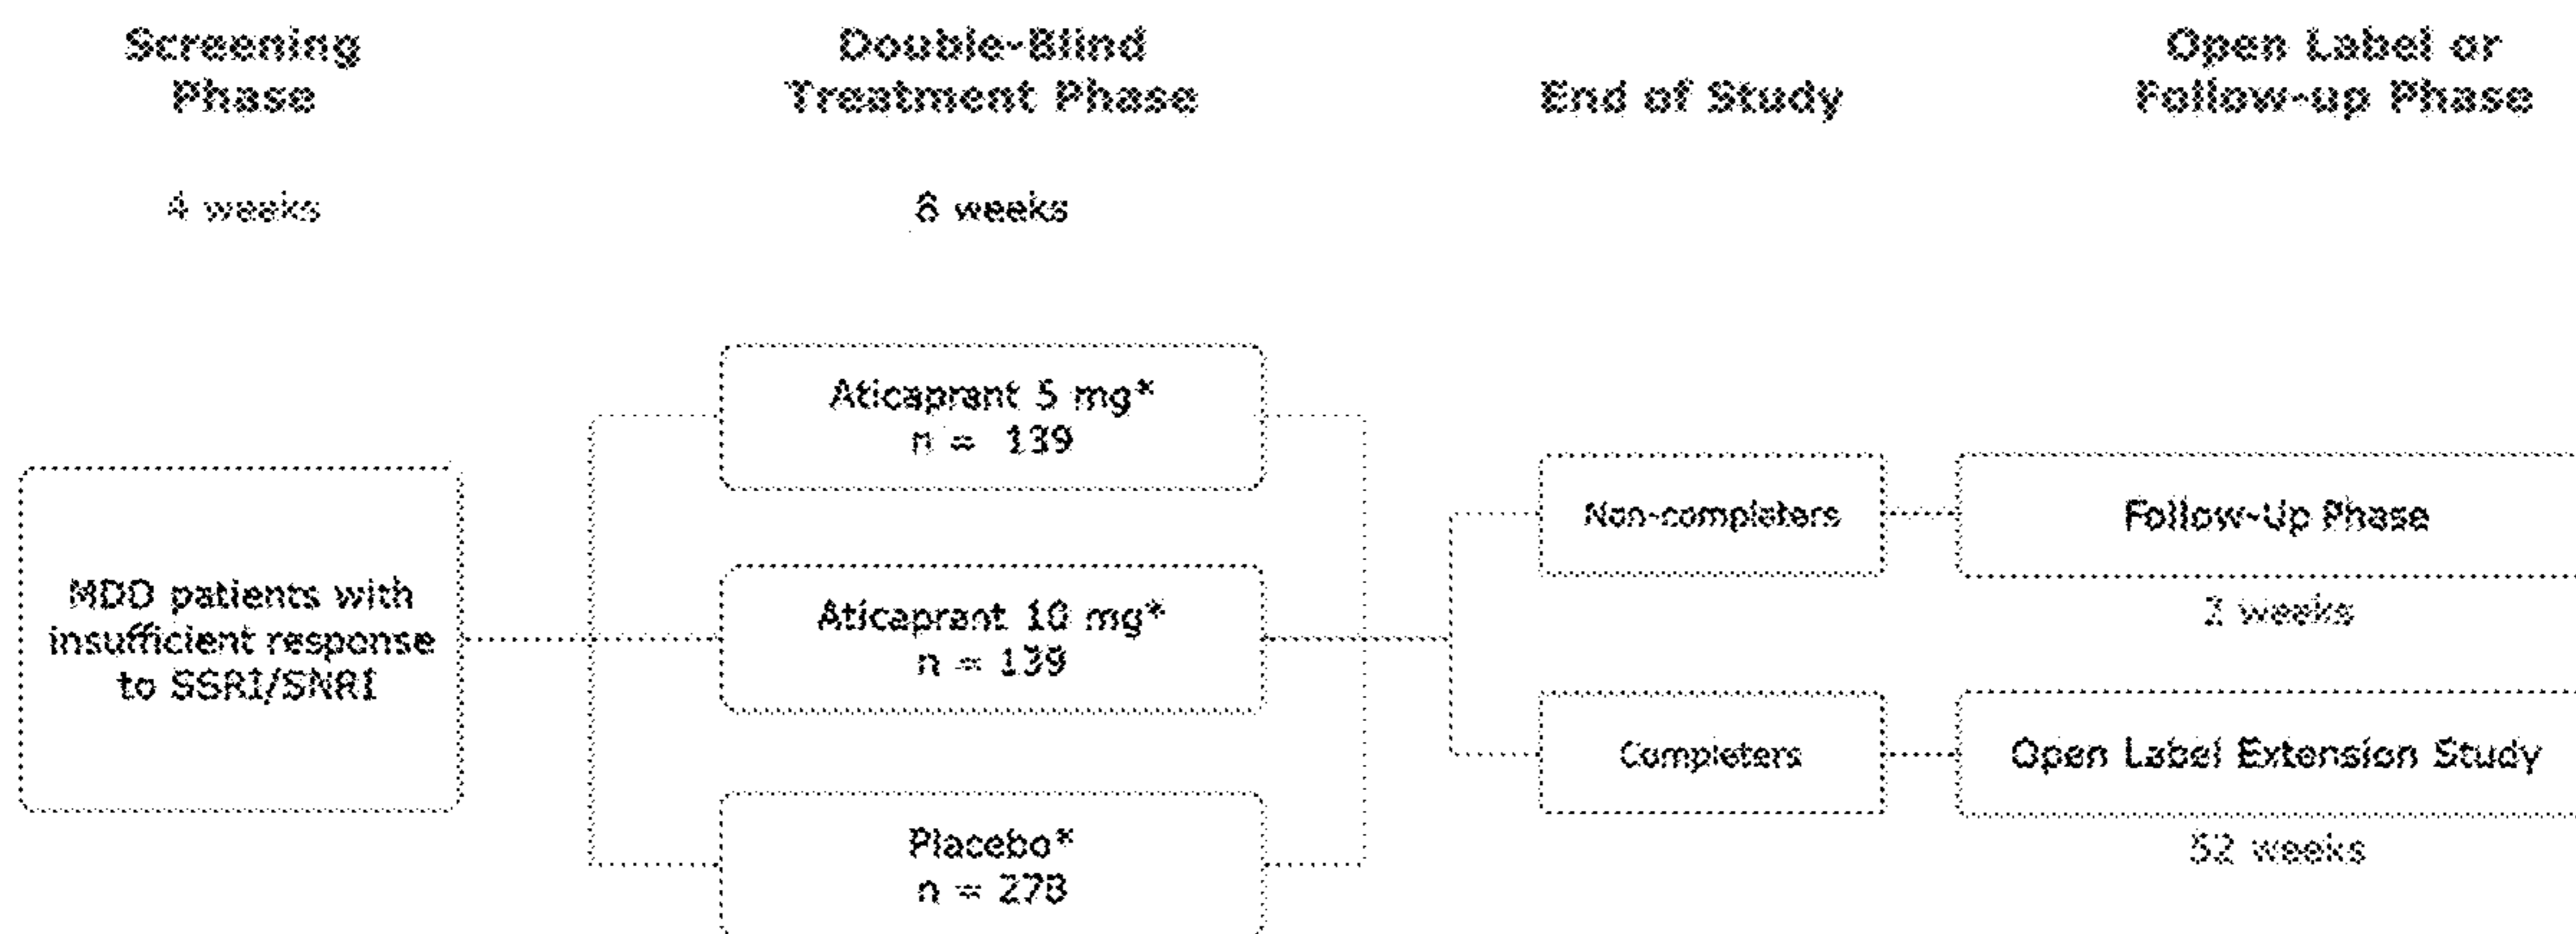 Screening
Phase
Double-Blind
Treatment Phase
End of Study
Open Label or
Follow-up Phase
4 weeks
weeks
MDD patients with
insufficient response
to SSRI/SNRI
Aticaprant 5 mg*
n = 139
Aticaprant 10 mg*
n = 139
Placebo*
n = 278
Non-completers
Completers
Follow-Up Phase
2 weeks
Open Label Extension Study
52 weeks